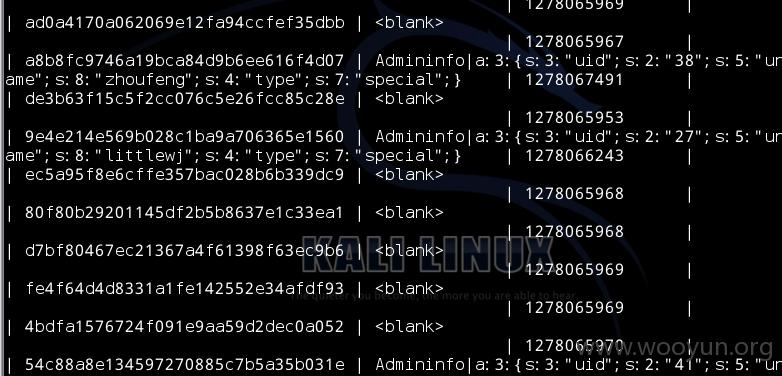 | 1278065969
| ad0a4170a062069e12fa94ccfef35dbb | <blank>
| 1278065967 |
| a8b8fc9746a19bca84d9b6ee616f4d07 | Admininfo|a:3:{s:3:"uid";s:2:"38";s:5:"un
ame";s:8:"zhoufeng";s:4:"type";s:7:"special";} | 1278067491 |
| de3b63f15c5f2cc076c5e26fcc85c28e | <blank>
| 1278065953 |
| 9e4e214e569b028c1ba9a706365e1560 | Admininfo|a:3:{s:3:"uid";s:2:"27";s:5:"un
ame";s:8:"littlewj";s:4:"type";s:7:"special";} | 1278066243 |
| ec5a95f8e6cffe357bac028b6b339dc9 | <blank>
| 1278065968 |
| 80f80b29201145df2b5b8637e1c33ea1 | <blank>
| 1278065968 |
| d7bf80467ec21367a4f61398f63ec9b6 | <blank>
KALI LINUX
| 1278065969 |
| fe4f64d4d8331a1fe142552e34afdf93 | <blank>
The quieter you become, the more you are able to hear.
| 1278065969 |
| 4bdfa1576724f091e9aa59d2dec0a052 | <blank>
| 1278065970 |
www.wooyun.org
| 54c88a8e134597270885c7b5a35b031e | Admininfo|a:3:{s:3:"uid";s:2:"41";s:5:"un